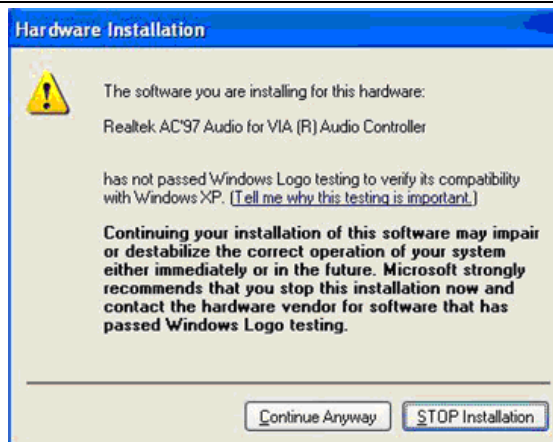 Hardware Installation
The software you are installing for this hardware:
Realtek AC'97 Audio for VIA (R) Audio Controller
has not passed Windows Logo testing to verify its compatibility
with Windows XP. (Tell me why this testing is important.)
Continuing your installation of this software may impair
or destabilize the correct operation of your system
either immediately or in the future. Microsoft strongly
recommends that you stop this installation now and
contact the hardware vendor for software that has
passed Windows Logo testing.
Continue Anyway
STOP Installation